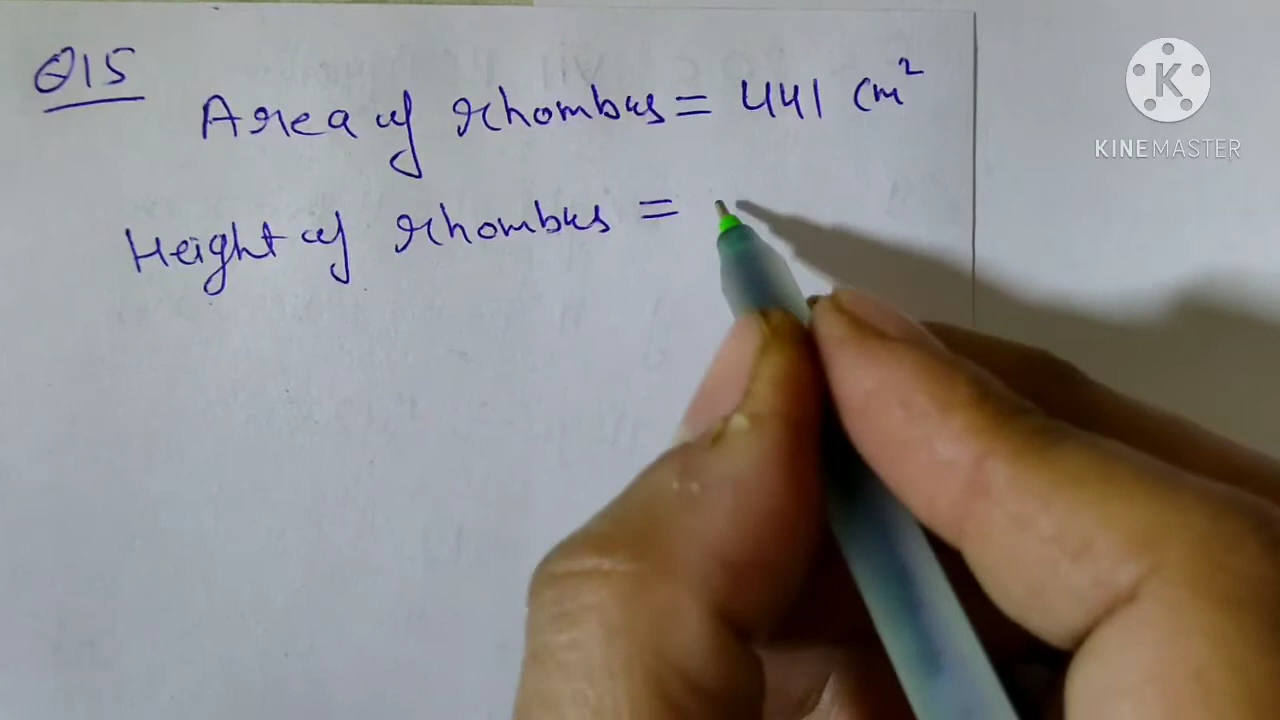 Q15
Area of rhombus = 441 cm²
Height of rhombus =
K
KINEMASTER